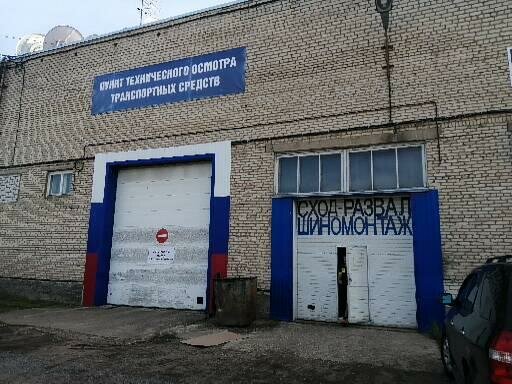 ПУНКТ ТЕХНИЧЕСКОГО ОСМОТРА
ТРАНСПОРТНЫХ СРЕДСТВ
СХОД-РАЗВАЛ
ШИНОМОНТАЖ